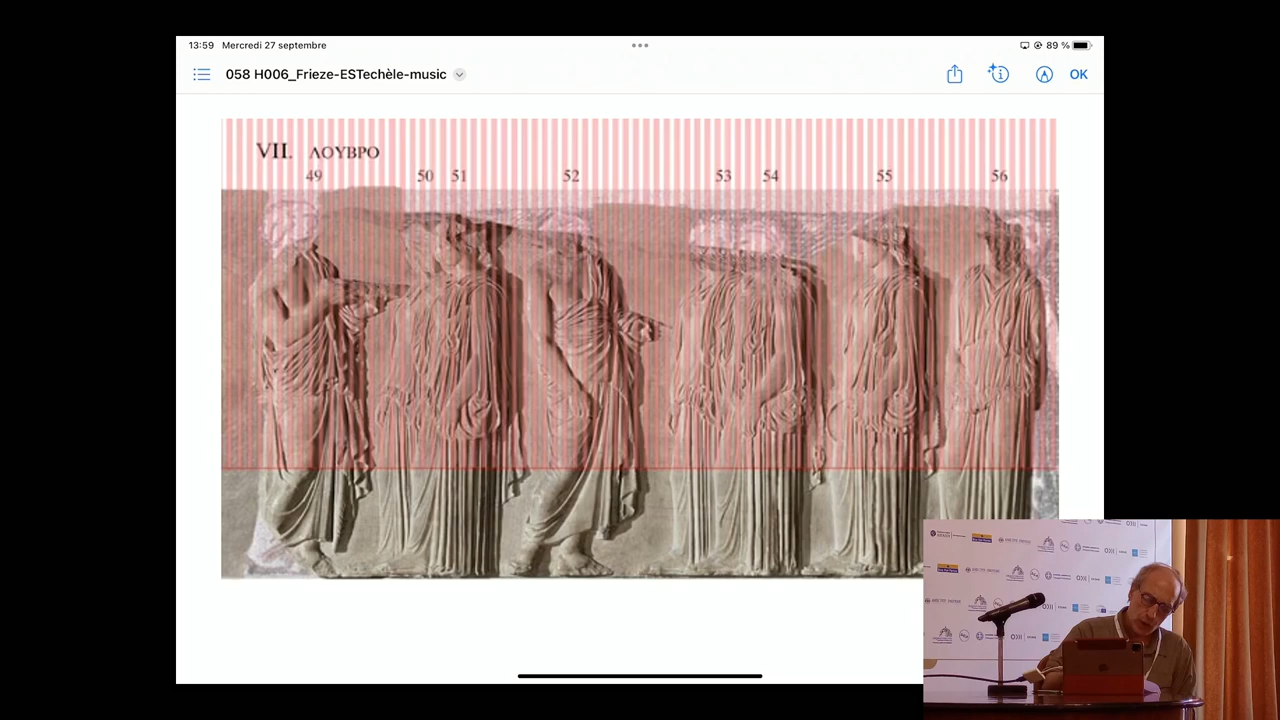 13:59 Mercredi 27 septembre
89 %
058 H006_Frieze-ESTechèle-music
OK
VII. ΛΟΥΒΡΟ
49 50 51 52 53 54 55 56